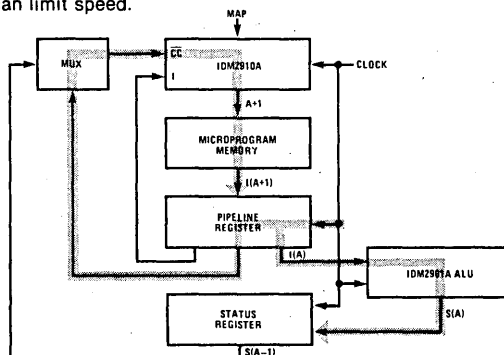 an limit speed.
MAP
MUX
CC
IDM2910A
I
CLOCK
A+1
MICROPROGRAM
MEMORY
I(A+1)
PIPELINE
REGISTER
I(A)
IDM2901A ALU
S(A)
STATUS
REGISTER
S(A−1)